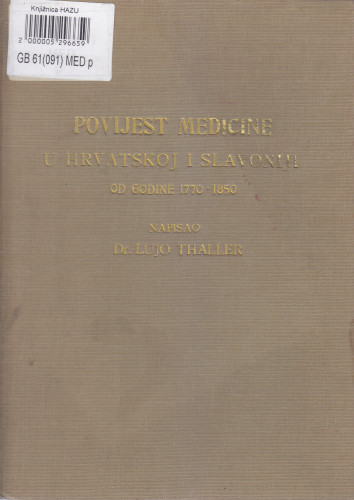 Knjižnica HAZU
2 000005 296659
GB 61(091) MED p
POVIJEST MEDICINE
U HRVATSKOJ I SLAVONIJI
OD GODINE 1770-1850
NAPISAO
Dr. LUJO THALLER